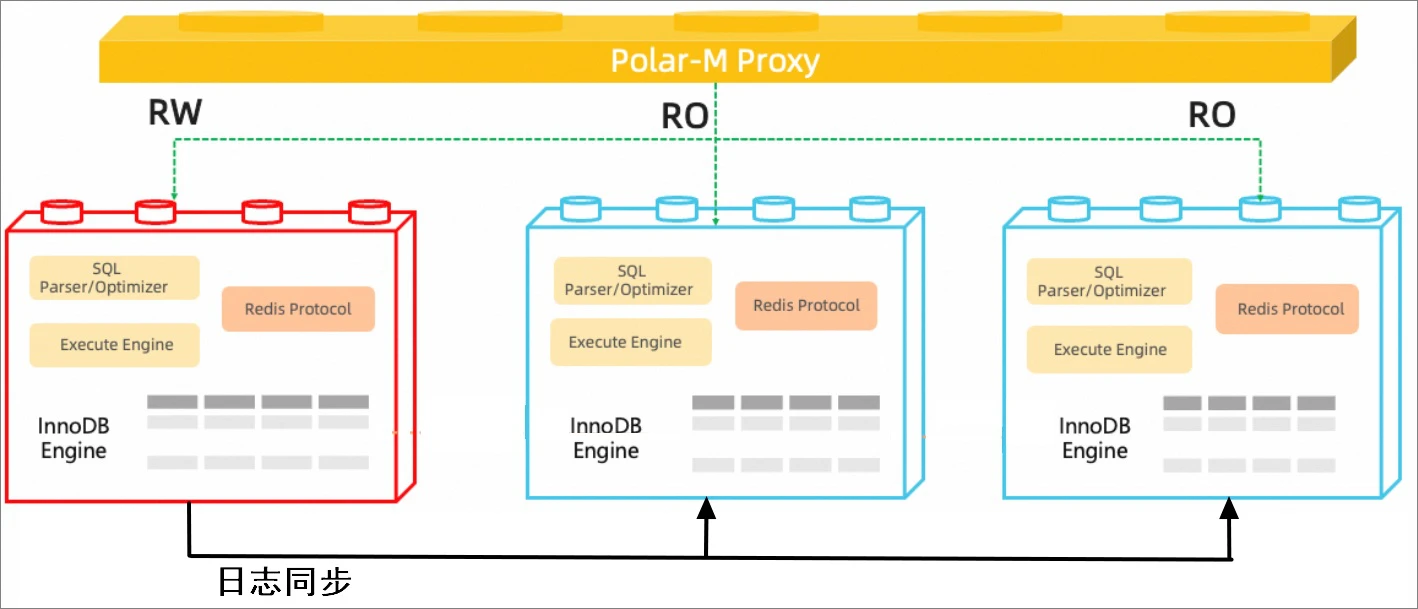 Polar-M Proxy
RW
RO
RO
SQL
Parser/Optimizer
Redis Protocol
Execute Engine
InnoDB
Engine
SQL
Parser/Optimizer
Redis Protocol
Execute Engine
InnoDB
Engine
SQL
Parser/Optimizer
Redis Protocol
Execute Engine
InnoDB
Engine
日志同步